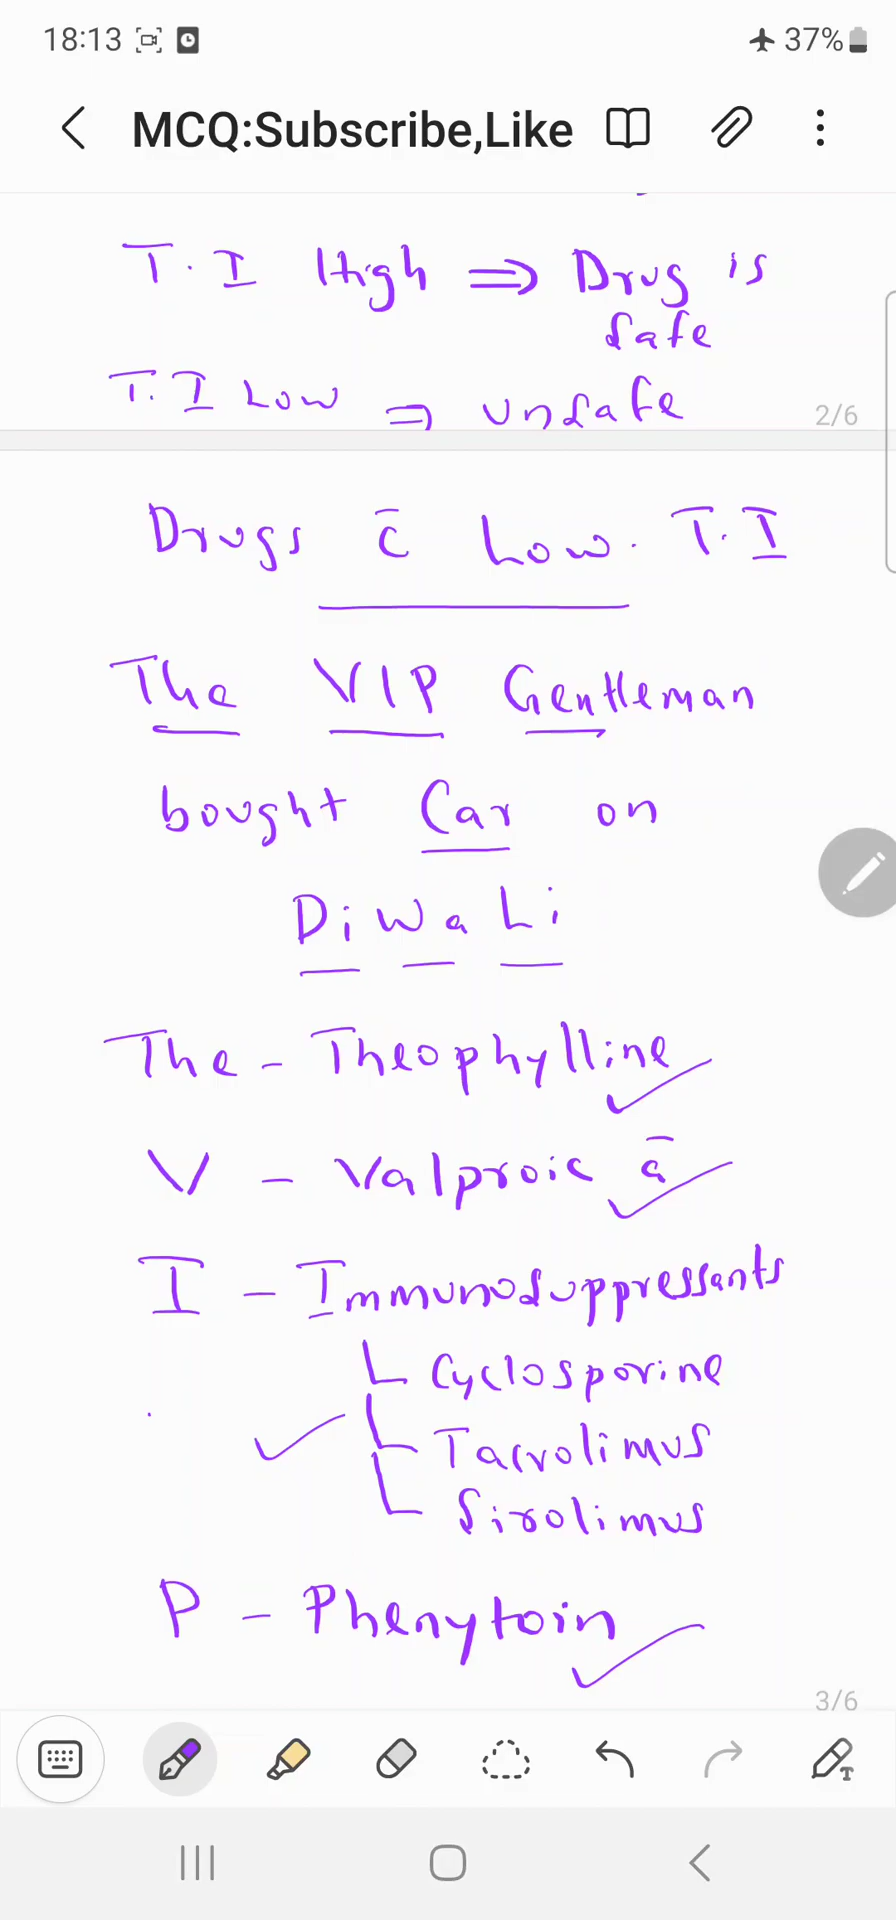 18:13 37%
MCQ:Subscribe,Like
T.I High ⇒ Drug is
safe
T.I Low ⇒ unsafe
2/6
Drugs c̄ Low T.I
The VIP Gentleman
bought Car on
DiWaLi
The - Theophylline
V - Valproic ā
I - Immunosuppressants
Cyclosporine
Tacrolimus
Sirolimus
P - Phenytoin
3/6